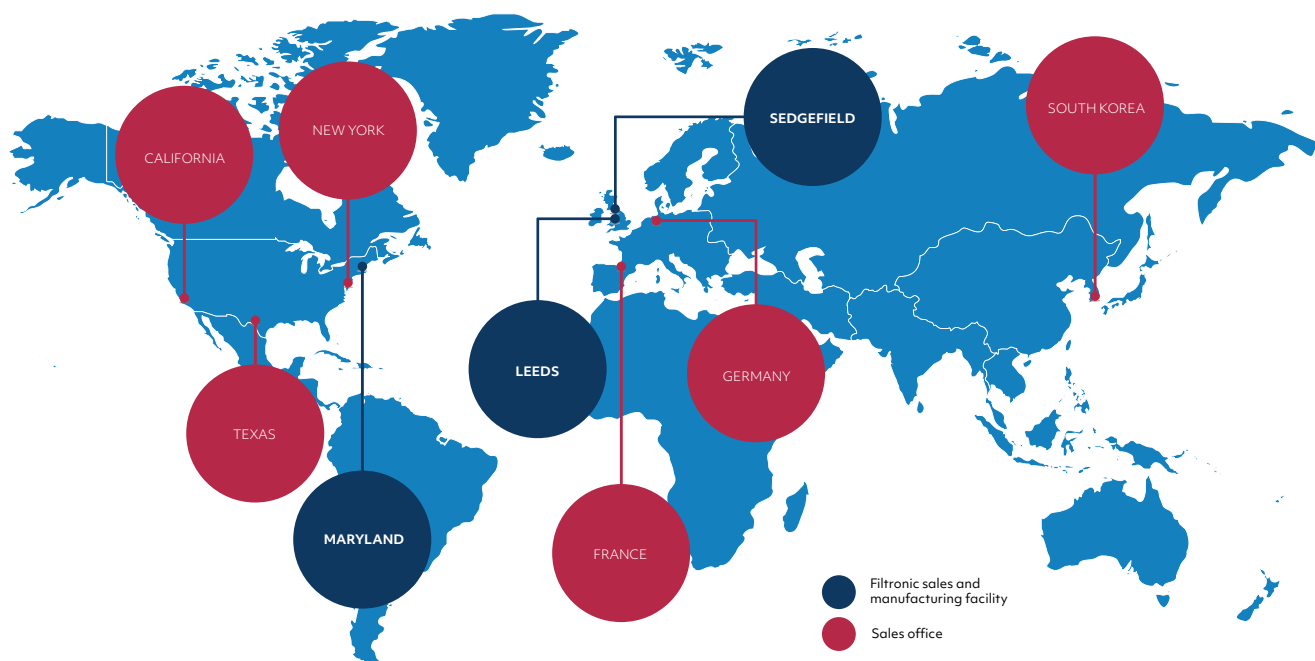 SEDGEFIELD
SOUTH KOREA
NEW YORK
CALIFORNIA
LEEDS
GERMANY
TEXAS
MARYLAND
FRANCE
Filtronic sales and
manufacturing facility
Sales office